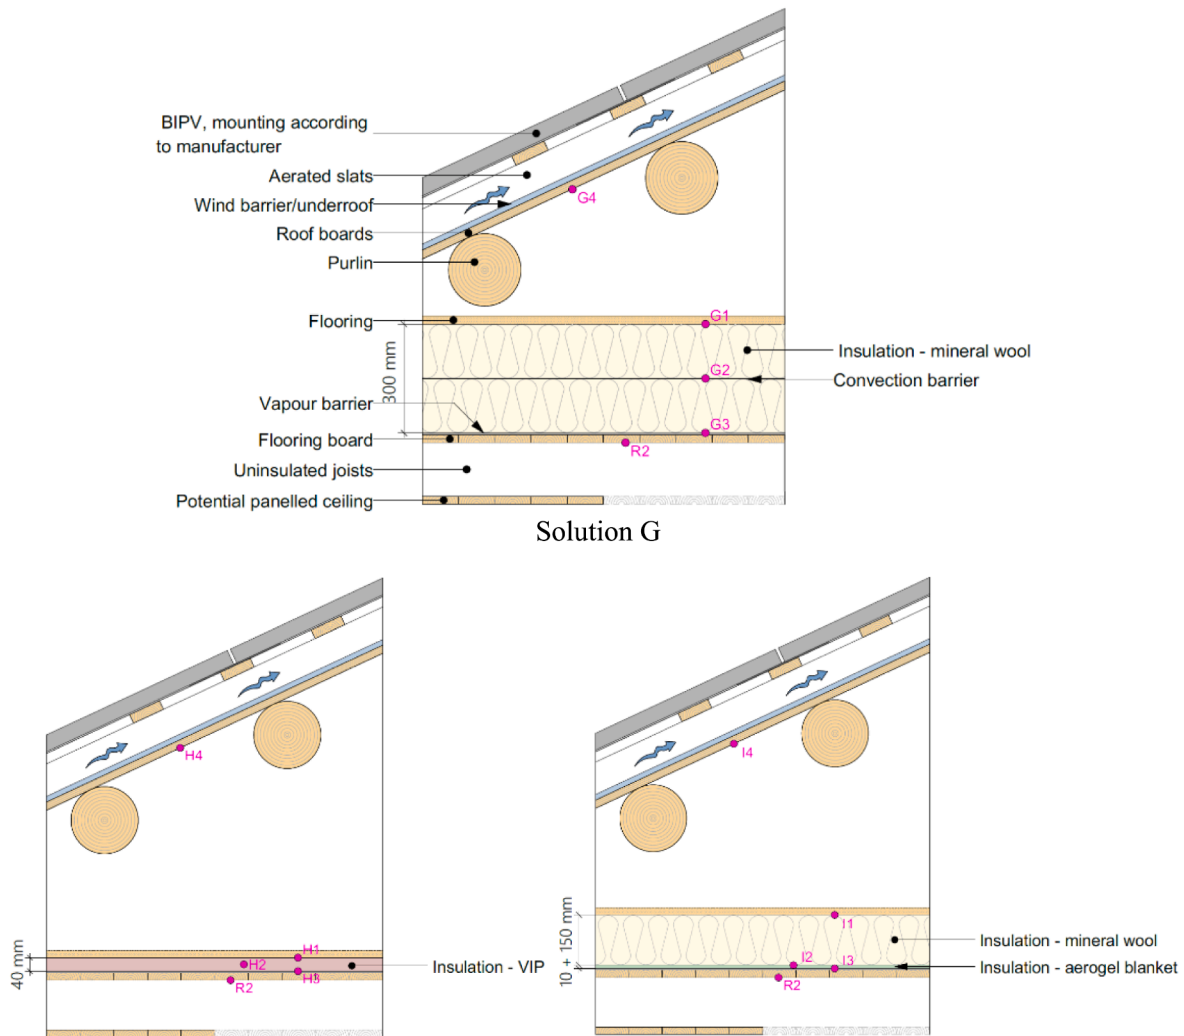 BIPV, mounting according
to manufacturer
Aerated slats
Wind barrier/underroof
G4
Roof boards
Purlin
Flooring
G1
300 mm
Insulation - mineral wool
G2
Convection barrier
Vapour barrier
G3
Flooring board
R2
Uninsulated joists
Potential panelled ceiling
Solution G
H4
H1
H2
H3
R2
40 mm
Insulation - VIP
I4
I1
10 + 150 mm
Insulation - mineral wool
I2
I3
Insulation - aerogel blanket
R2